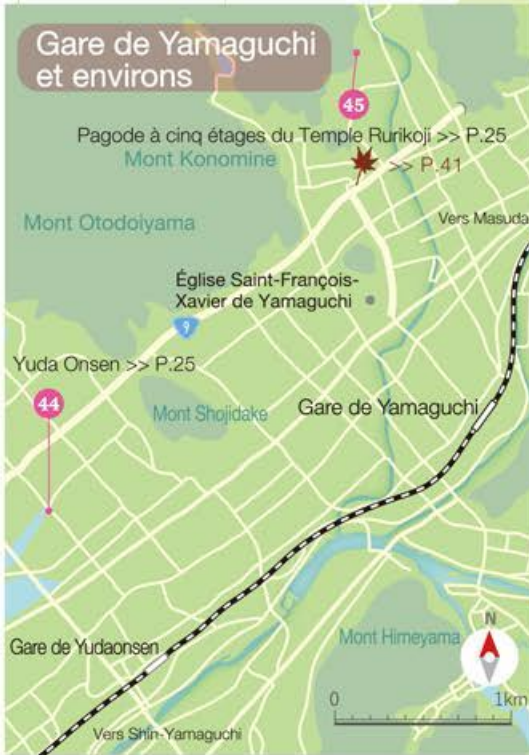 Gare de Yamaguchi
et environs
45
Pagode à cinq étages du Temple Rurikoji >> P.25
Mont Konomine
>> P.41
Mont Otodoiyama
Vers Masuda
Église Saint-François-
Xavier de Yamaguchi
9
Yuda Onsen >> P.25
44
Mont Shojidake
Gare de Yamaguchi
Gare de Yudaonsen
Mont Himeyama
N
0
1km
Vers Shin-Yamaguchi